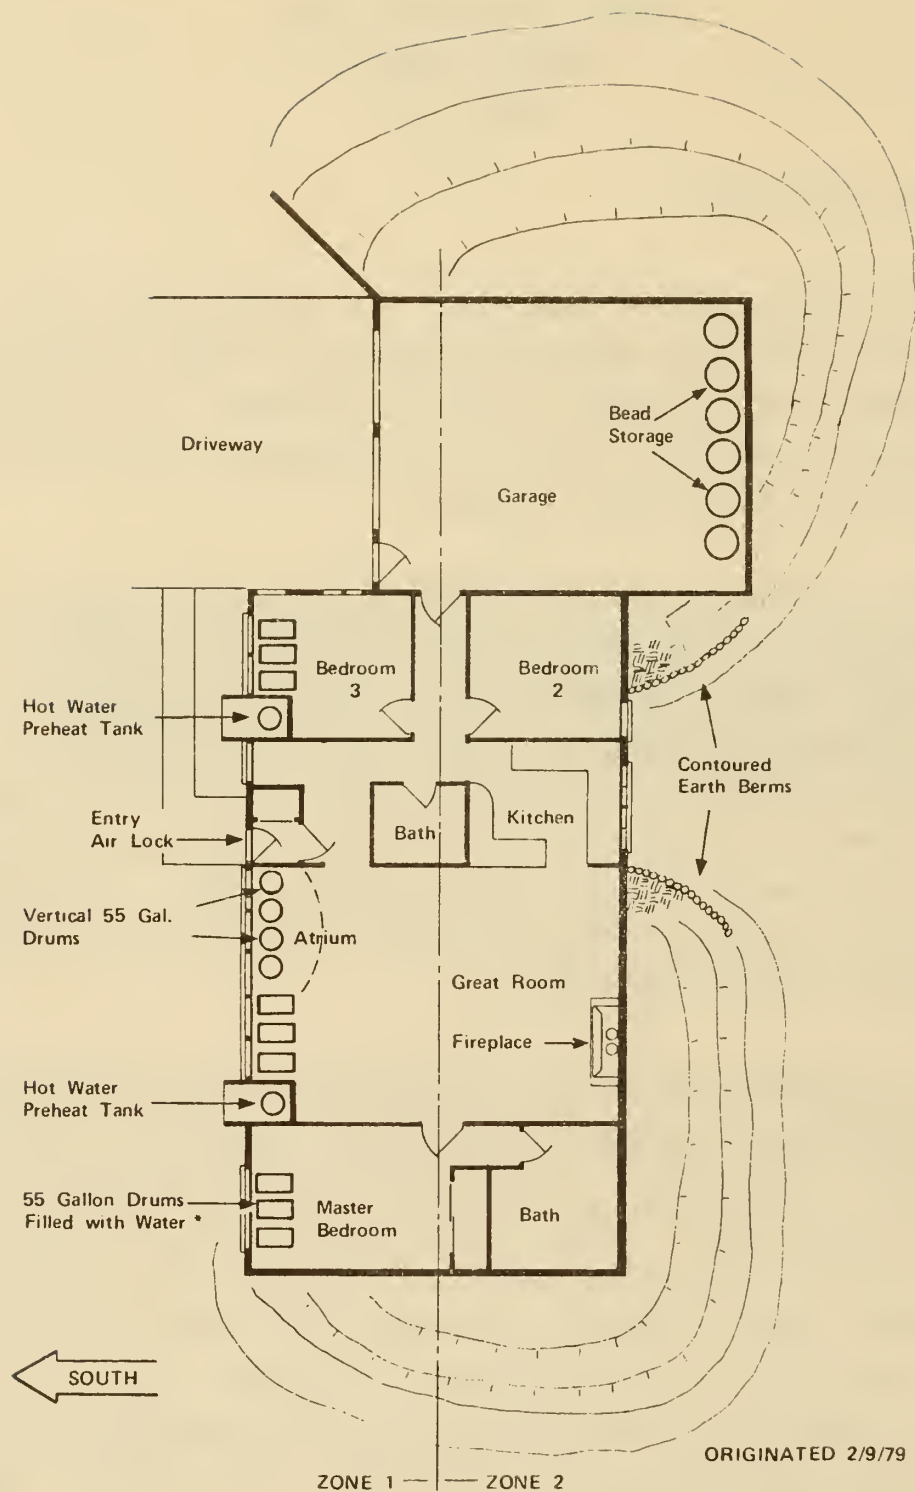 Bead
Storage
Driveway
Garage
Bedroom
3
Bedroom
2
Hot Water
Preheat Tank
Contoured
Earth Berms
Entry
Air Lock
Bath
Kitchen
Vertical 55 Gal.
Drums
Atrium
Great Room
Fireplace
Hot Water
Preheat Tank
55 Gallon Drums
Filled with Water *
Master
Bedroom
Bath
SOUTH
ORIGINATED 2/9/79
ZONE 1
ZONE 2